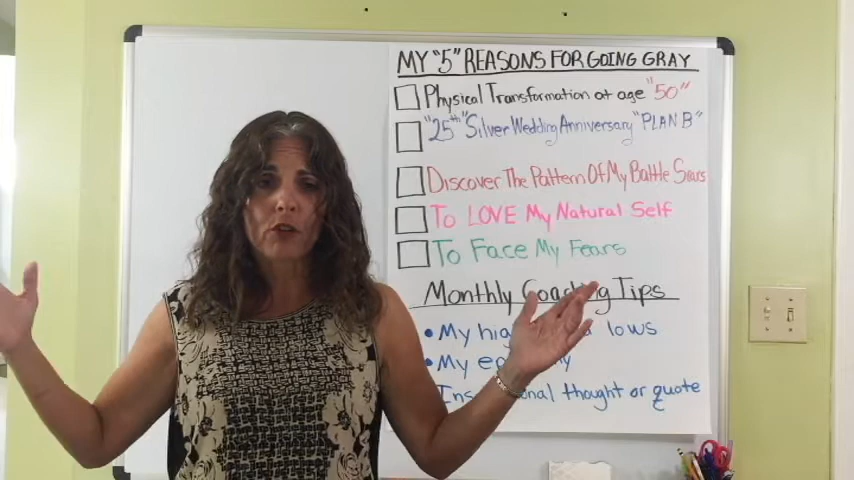 MY "5" REASONS FOR GOING GRAY
Physical Transformation at age "50"
"25th" Silver Wedding Anniversary "PLAN B"
Discover The Pattern Of My Battle Scars
To LOVE My Natural Self
To Face My Fears
Monthly Coaching Tips
• My lows
• My
thought or quote